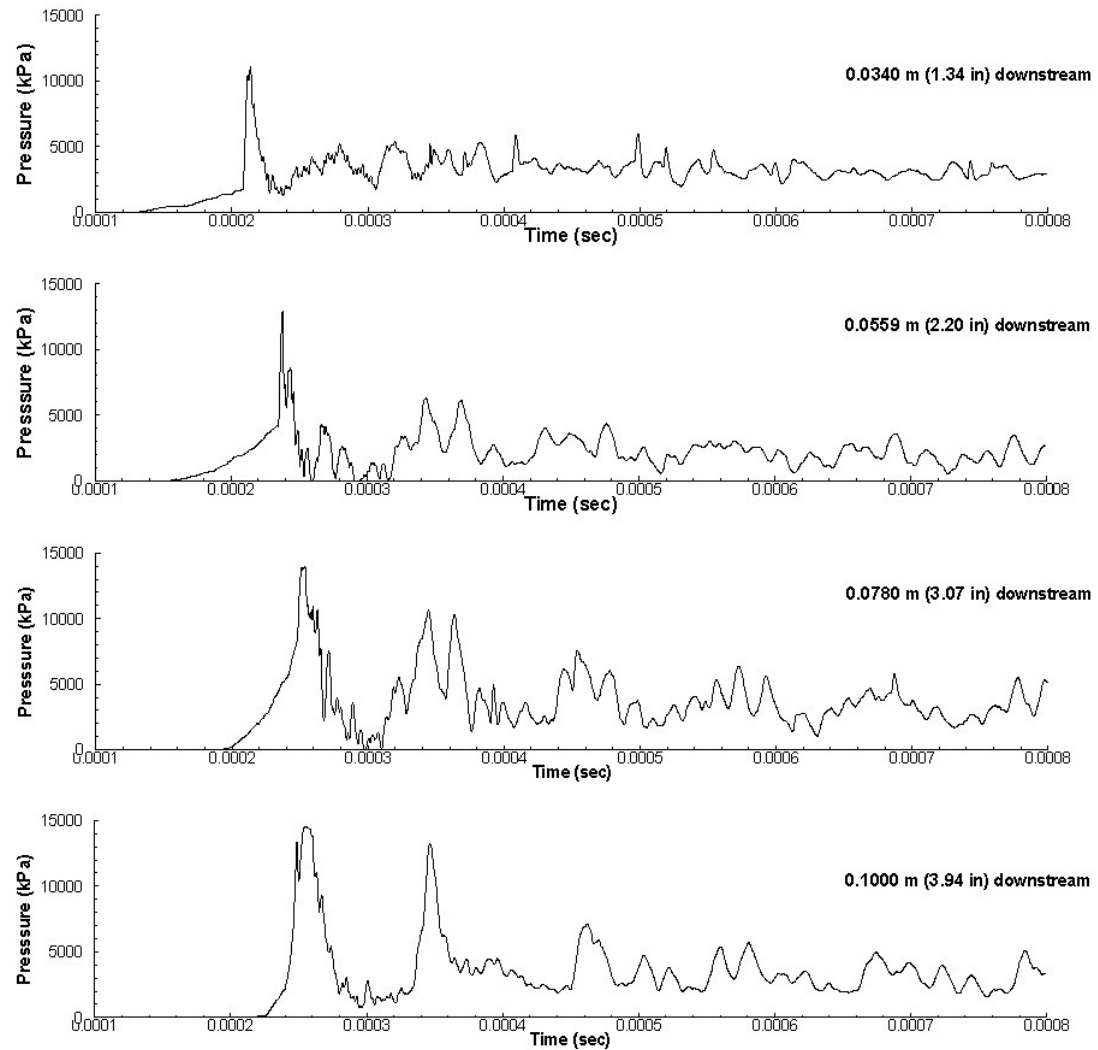 15000
0.0340 m (1.34 in) downstream
10000
Pressure (kPa)
5000
0
0.0001 0.0002 0.0003 0.0004 0.0005 0.0006 0.0007 0.0008
Time (sec)
15000
0.0559 m (2.20 in) downstream
10000
Presssure (kPa)
5000
0
0.0001 0.0002 0.0003 0.0004 0.0005 0.0006 0.0007 0.0008
Time (sec)
15000
0.0780 m (3.07 in) downstream
10000
Presssure (kPa)
5000
0
0.0001 0.0002 0.0003 0.0004 0.0005 0.0006 0.0007 0.0008
Time (sec)
15000
0.1000 m (3.94 in) downstream
10000
Presssure (kPa)
5000
0
0.0001 0.0002 0.0003 0.0004 0.0005 0.0006 0.0007 0.0008
Time (sec)